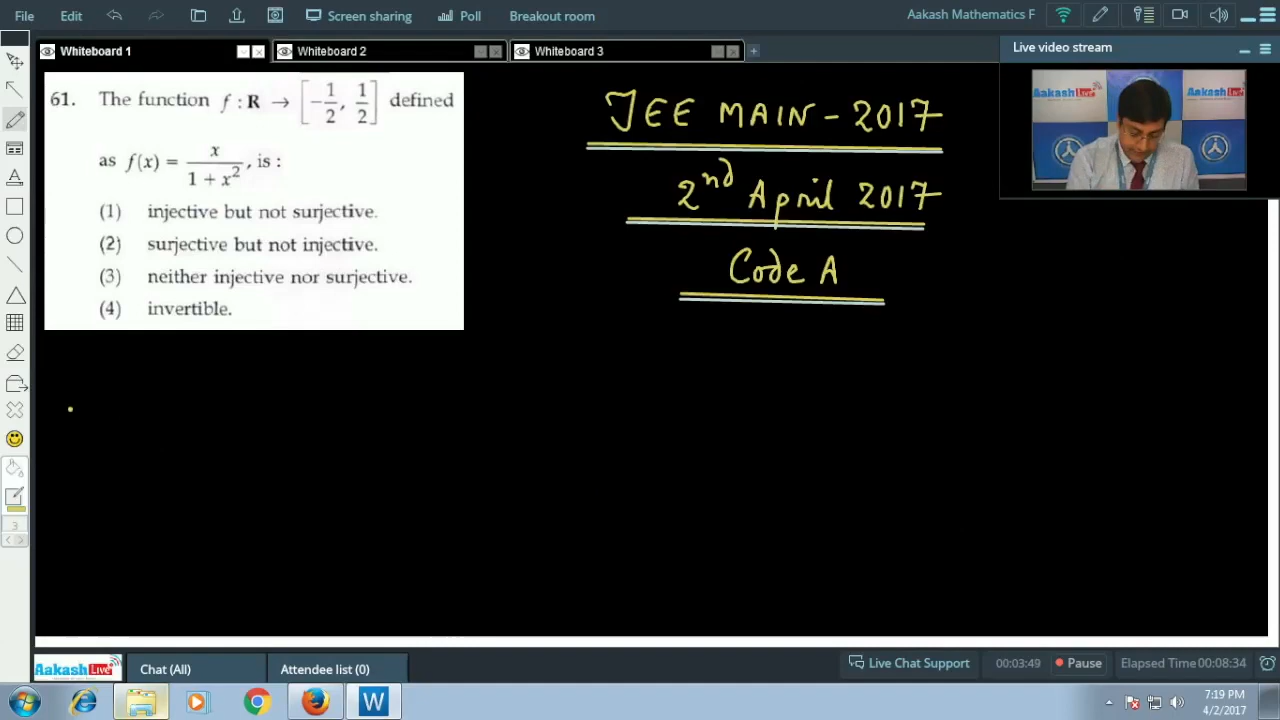 File Edit Screen sharing Poll Breakout room Aakash Mathematics F
Whiteboard 1 Whiteboard 2 Whiteboard 3 +
Live video stream
61. The function f : R → [-1/2, 1/2] defined
as f(x) = x/(1 + x²), is :
(1) injective but not surjective.
(2) surjective but not injective.
(3) neither injective nor surjective.
(4) invertible.
JEE MAIN - 2017
2nd April 2017
Code A
AakashLive
AakashLive
A
3
AakashLive Chat (All) Attendee list (0) Live Chat Support 00:03:49 Pause Elapsed Time 00:08:34
W
7:19 PM
4/2/2017